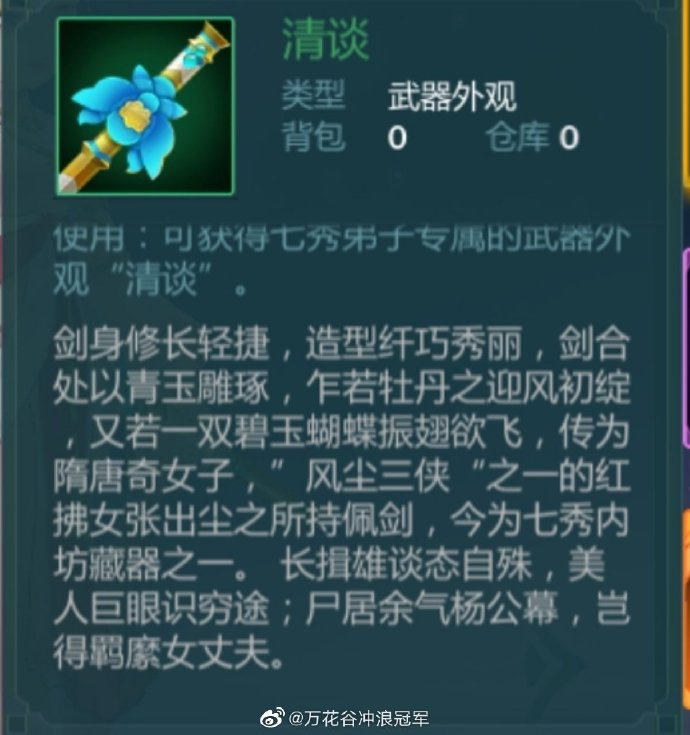 清谈
类型 武器外观
背包 0 仓库 0
使用：可获得七秀弟子专属的武器外
观“清谈”。
剑身修长轻捷，造型纤巧秀丽，剑合
处以青玉雕琢，乍若牡丹之迎风初绽
，又若一双碧玉蝴蝶振翅欲飞，传为
隋唐奇女子，”风尘三侠“之一的红
拂女张出尘之所持佩剑，今为七秀内
坊藏器之一。 长揖雄谈态自殊，美
人巨眼识穷途；尸居余气杨公幕，岂
得羁縻女丈夫。
@万花谷冲浪冠军